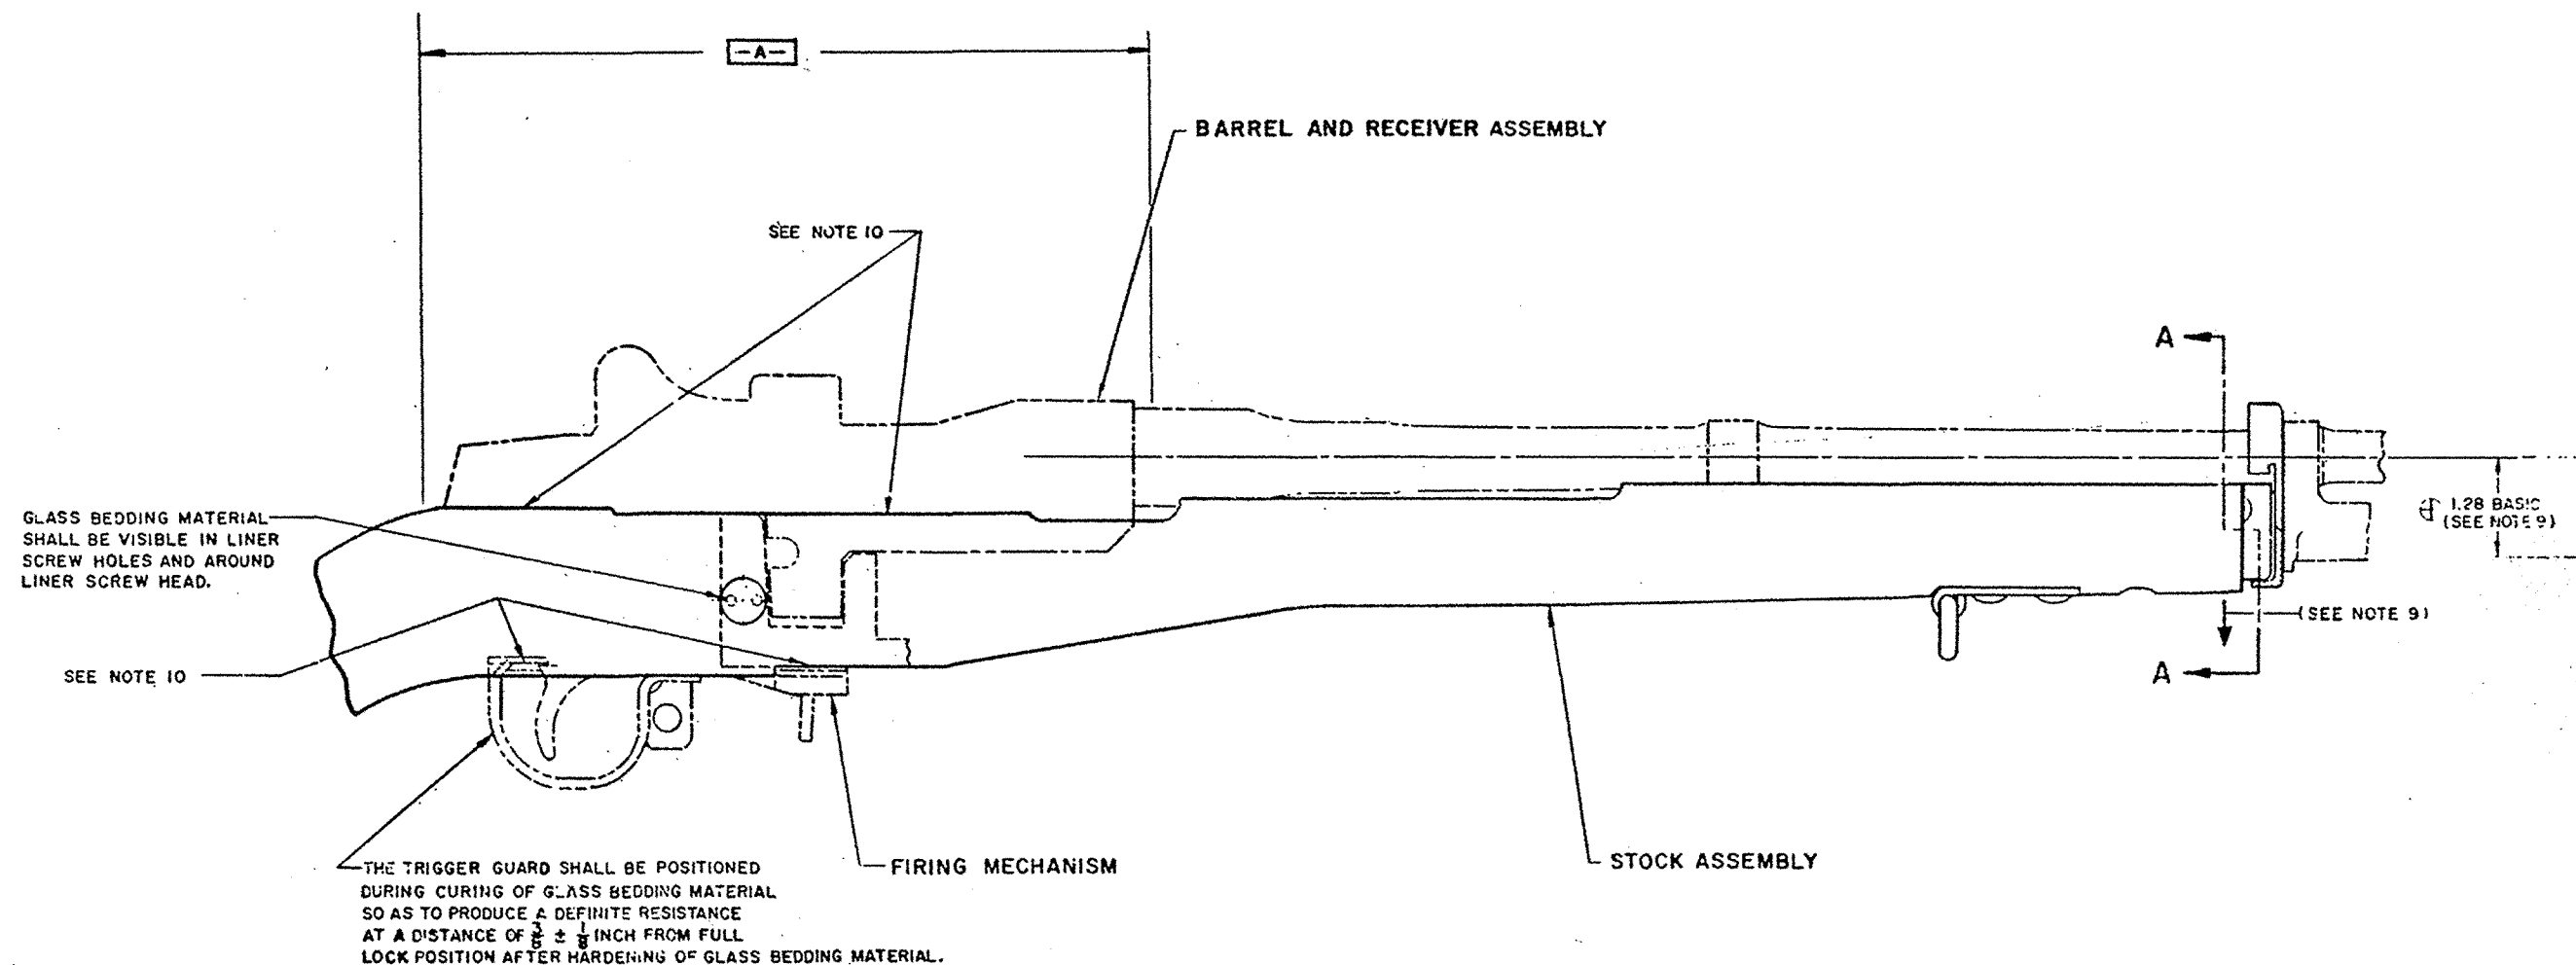 -A-
BARREL AND RECEIVER ASSEMBLY
SEE NOTE 10
A
GLASS BEDDING MATERIAL
SHALL BE VISIBLE IN LINER
SCREW HOLES AND AROUND
LINER SCREW HEAD.
1.28 BASIC
(SEE NOTE 9)
(SEE NOTE 9)
SEE NOTE 10
A
THE TRIGGER GUARD SHALL BE POSITIONED
DURING CURING OF GLASS BEDDING MATERIAL
SO AS TO PRODUCE A DEFINITE RESISTANCE
AT A DISTANCE OF 3/8 ± 1/8 INCH FROM FULL
LOCK POSITION AFTER HARDENING OF GLASS BEDDING MATERIAL.
FIRING MECHANISM
STOCK ASSEMBLY